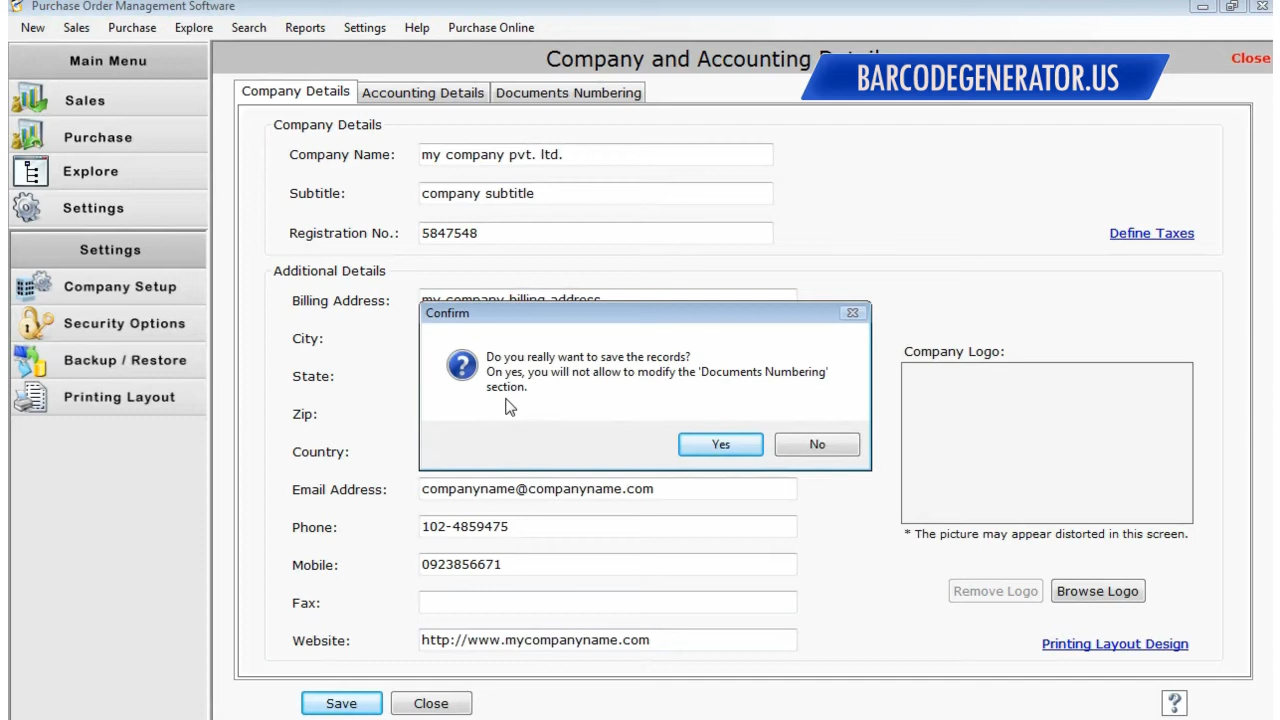 Purchase Order Management Software
New Sales Purchase Explore Search Reports Settings Help Purchase Online
Main Menu
Sales
Purchase
Explore
Settings
Settings
Company Setup
Security Options
Backup / Restore
Printing Layout
Company and Accounting
Close
BARCODEGENERATOR.US
Company Details Accounting Details Documents Numbering
Company Details
Company Name: my company pvt. ltd.
Subtitle: company subtitle
Registration No.: 5847548
Define Taxes
Additional Details
Billing Address: my company billing address
City:
State:
Zip:
Country:
Confirm
Do you really want to save the records?
On yes, you will not allow to modify the 'Documents Numbering'
section.
Yes No
Email Address: companyname@companyname.com
Phone: 102-4859475
Mobile: 0923856671
Fax:
Website: http://www.mycompanyname.com
Company Logo:
* The picture may appear distorted in this screen.
Remove Logo Browse Logo
Printing Layout Design
Save Close
?